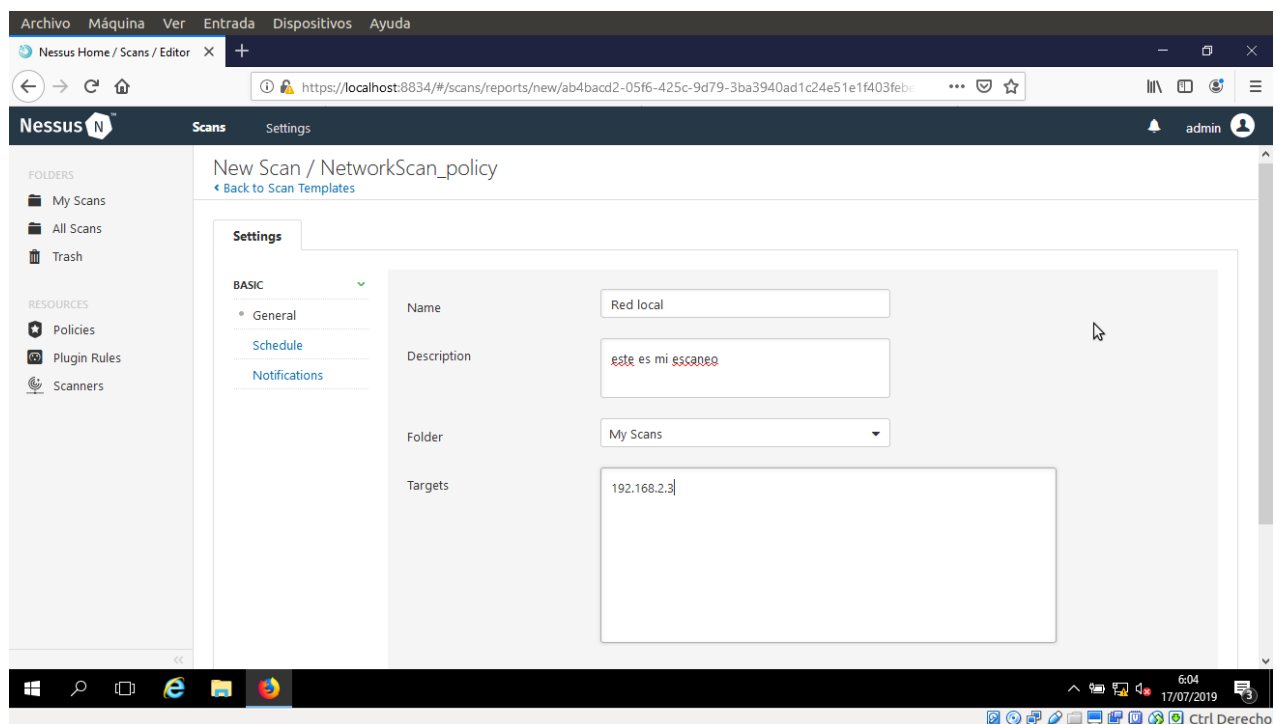 Archivo Máquina Ver Entrada Dispositivos Ayuda
Nessus Home / Scans / Editor
https://localhost:8834/#/scans/reports/new/ab4bacd2-05f6-425c-9d79-3ba3940ad1c24e51e1f403febe
Nessus N
Scans
Settings
admin
FOLDERS
My Scans
All Scans
Trash
RESOURCES
Policies
Plugin Rules
Scanners
New Scan / NetworkScan_policy
Back to Scan Templates
Settings
BASIC
General
Schedule
Notifications
Name
Red local
Description
este es mi escaneo
Folder
My Scans
Targets
192.168.2.3
6:04
17/07/2019
3
Ctrl Derecho